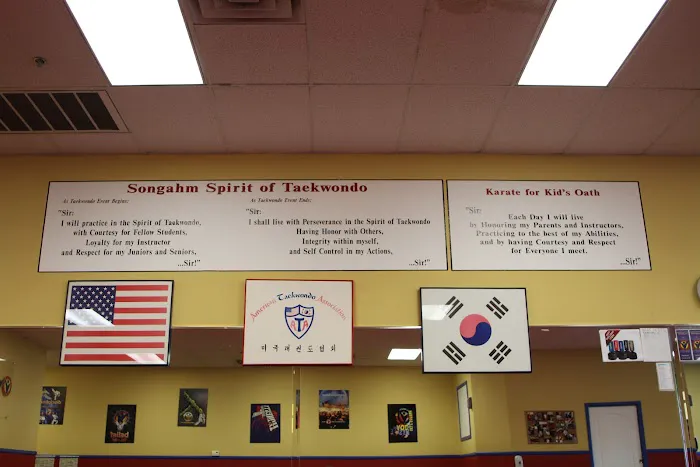 Songahm Spirit of Taekwondo
As Taekwondo Event Begins:
"Sir:
I will practice in the Spirit of Taekwondo,
with Courtesy for Fellow Students,
Loyalty for my Instructor
and Respect for my Juniors and Seniors,
...Sir!"
As Taekwondo Event Ends:
"Sir:
I shall live with Perseverance in the Spirit of Taekwondo
Having Honor with Others,
Integrity within myself,
and Self Control in my Actions,
...Sir!"
Karate for Kid's Oath
"Sir:
Each Day I will live
by Honoring my Parents and Instructors,
Practicing to the best of my Abilities,
and by having Courtesy and Respect
for Everyone I meet.
...Sir!"
American Taekwondo Association
ATA
미국태권도협회